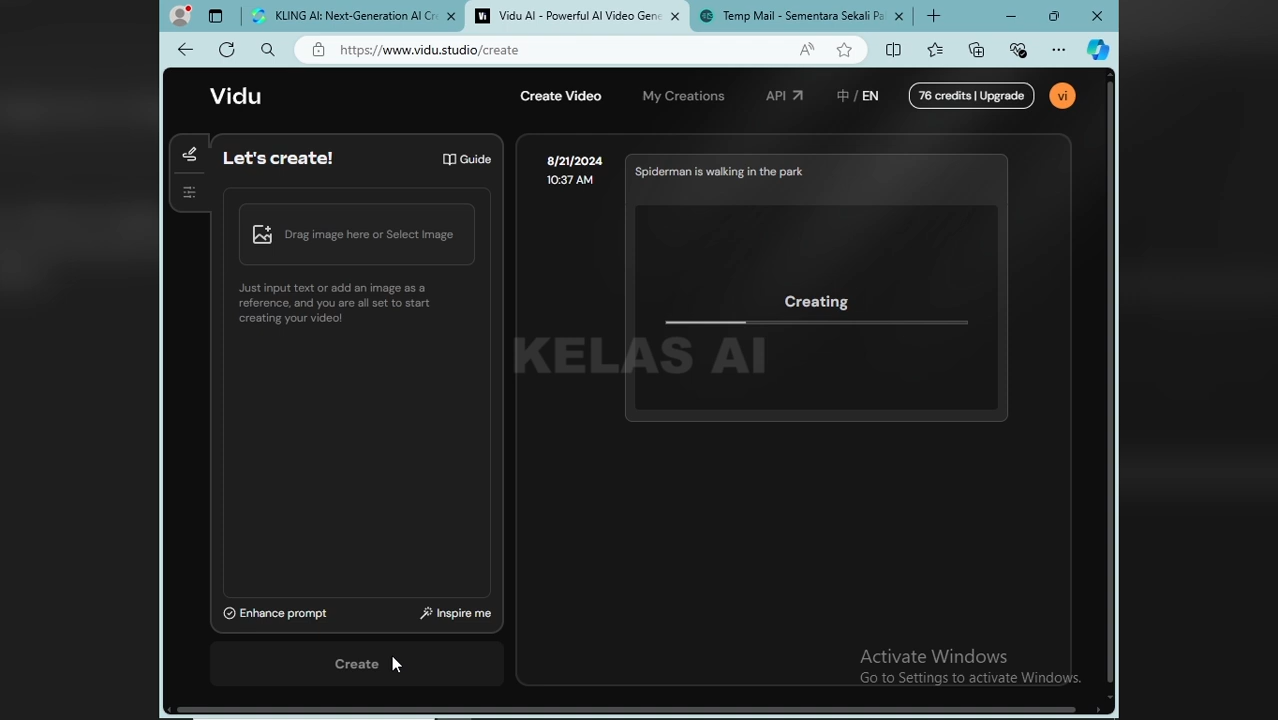 KLING AI: Next-Generation AI Cr
Vidu AI - Powerful AI Video Gene
Temp Mail - Sementara Sekali Pa
https://www.vidu.studio/create
Vidu
Create Video
My Creations
API
中 / EN
76 credits | Upgrade
vi
Let's create!
Guide
Drag image here or Select Image
Just input text or add an image as a
reference, and you are all set to start
creating your video!
Enhance prompt
Inspire me
Create
8/21/2024
10:37 AM
Spiderman is walking in the park
Creating
KELAS AI
Activate Windows
Go to Settings to activate Windows.